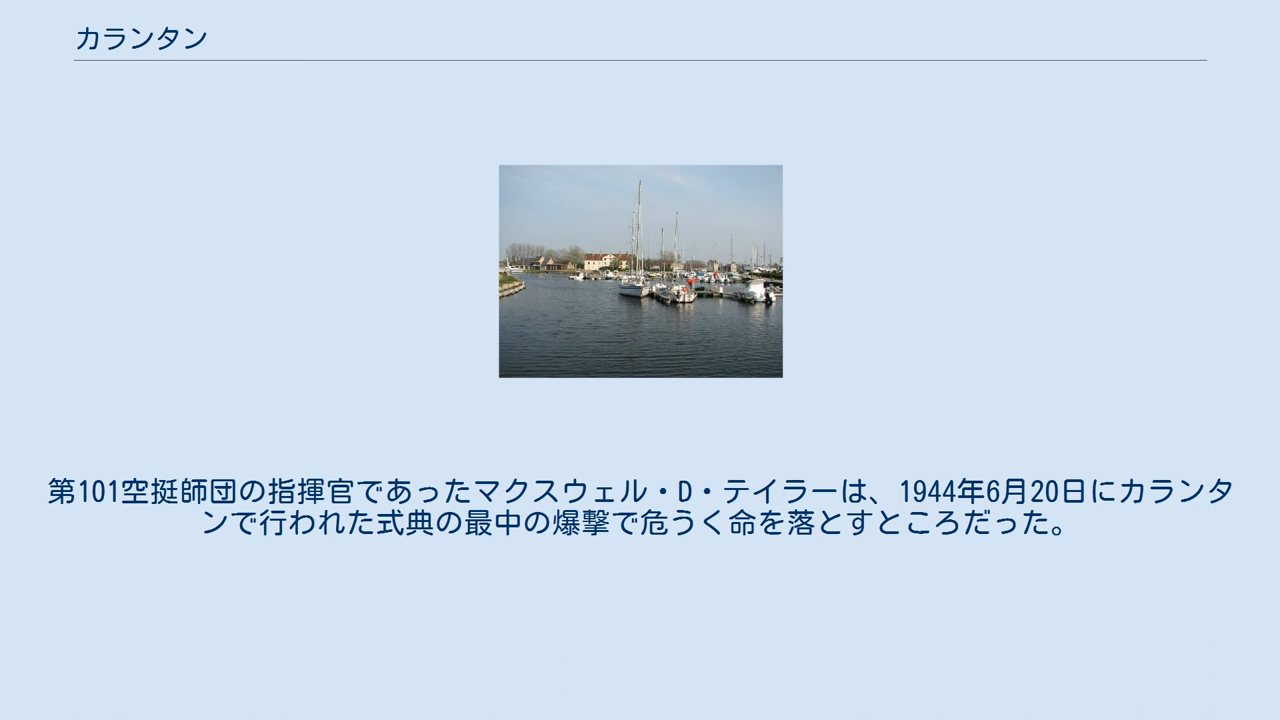 カランタン
第101空挺師団の指揮官であったマクスウェル・D・テイラーは、1944年6月20日にカランタ
ンで行われた式典の最中の爆撃で危うく命を落とすところだった。